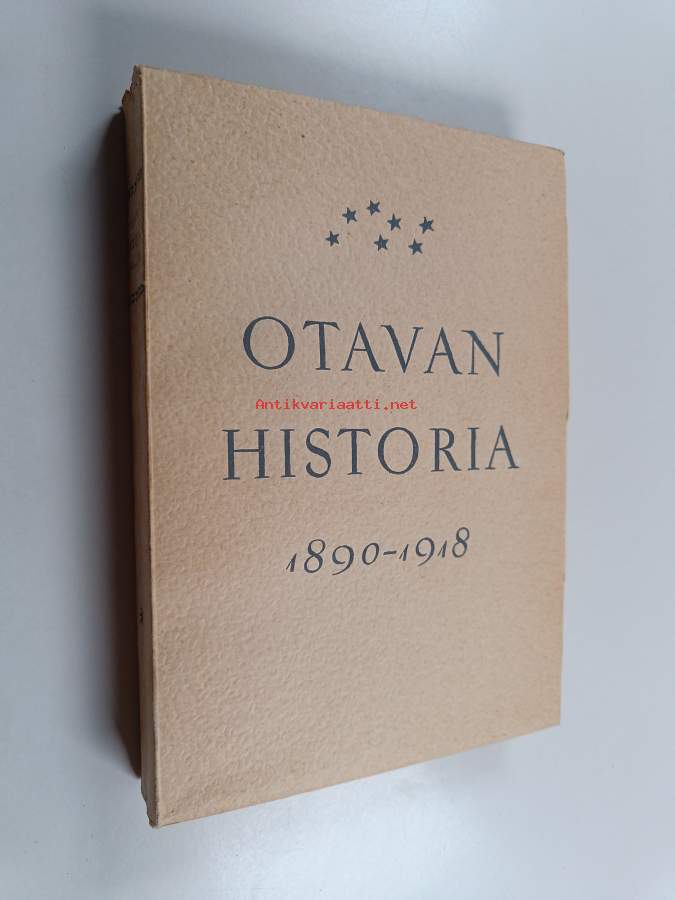 OTAVAN
Antikvariaatti.net
HISTORIA
1890-1918